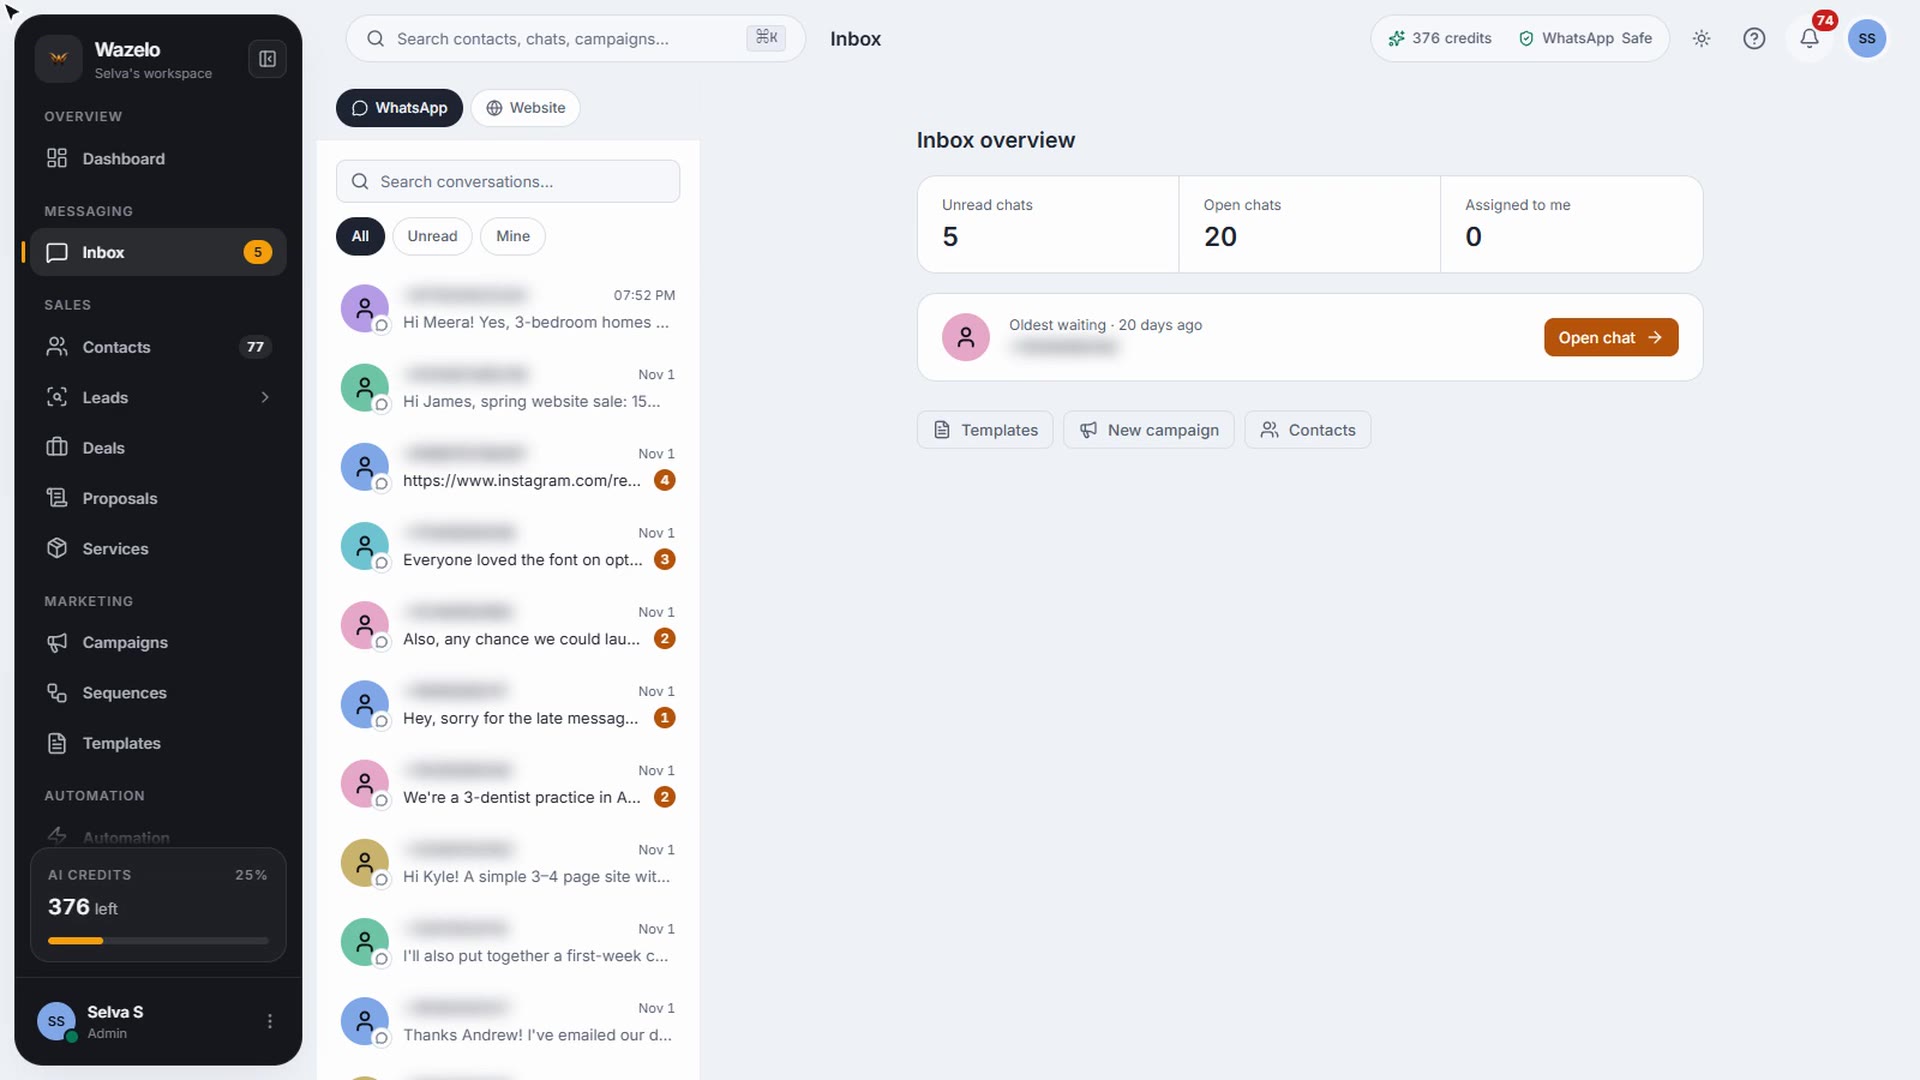 Wazelo
Selva's workspace
OVERVIEW
Dashboard
MESSAGING
Inbox
5
SALES
Contacts
77
Leads
Deals
Proposals
Services
MARKETING
Campaigns
Sequences
Templates
AUTOMATION
Automation
AI CREDITS 25%
376 left
SS
Selva S
Admin
Search contacts, chats, campaigns...
⌘K
Inbox
376 credits
WhatsApp Safe
74
SS
WhatsApp
Website
Search conversations...
All
Unread
Mine
07:52 PM
Hi Meera! Yes, 3-bedroom homes ...
Nov 1
Hi James, spring website sale: 15...
Nov 1
https://www.instagram.com/re... 4
Nov 1
Everyone loved the font on opt... 3
Nov 1
Also, any chance we could lau... 2
Nov 1
Hey, sorry for the late messag... 1
Nov 1
We're a 3-dentist practice in A... 2
Nov 1
Hi Kyle! A simple 3–4 page site wit...
Nov 1
I'll also put together a first-week c...
Nov 1
Thanks Andrew! I've emailed our d...
Inbox overview
Unread chats
5
Open chats
20
Assigned to me
0
Oldest waiting · 20 days ago
Open chat
Templates
New campaign
Contacts